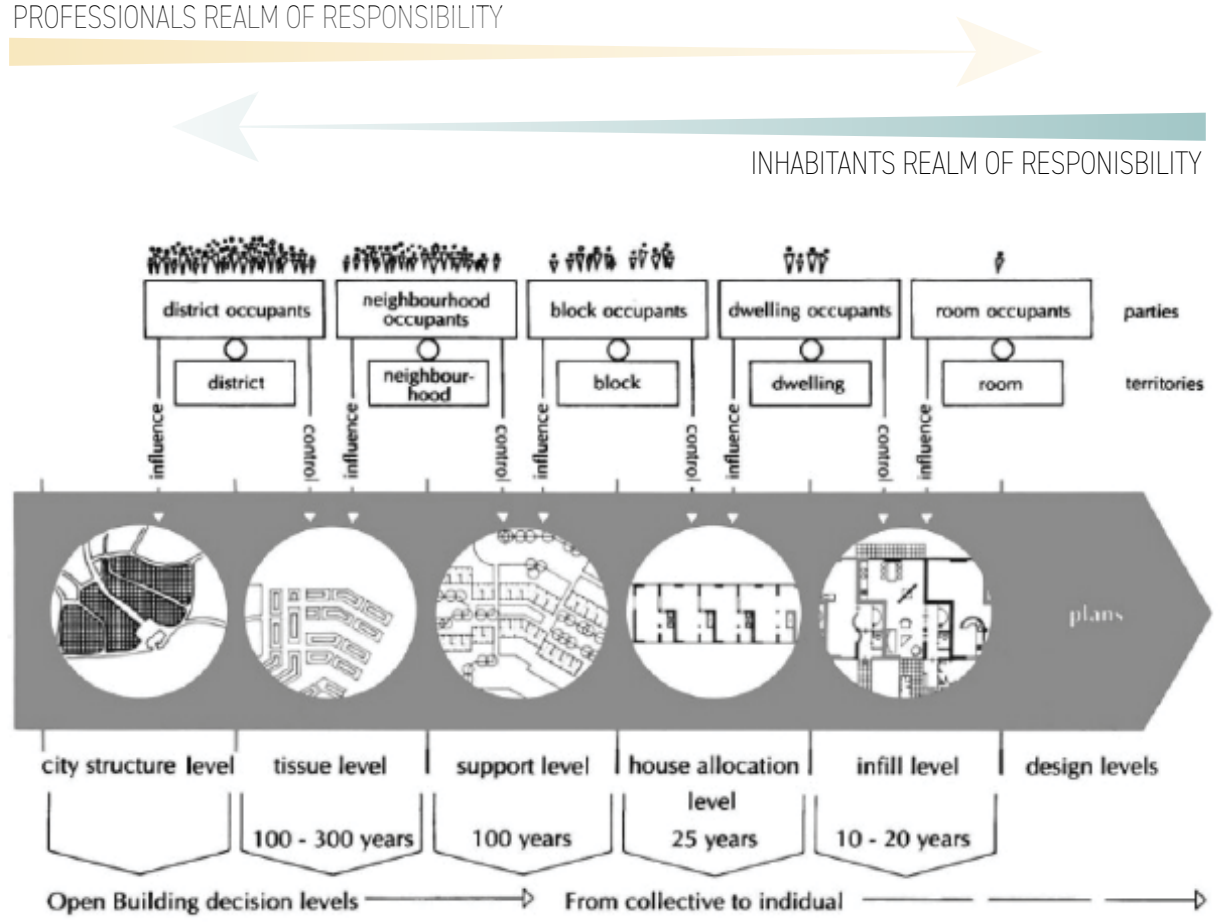 PROFESSIONALS REALM OF RESPONSIBILITY
INHABITANTS REALM OF RESPONISBILITY
district occupants
neighbourhood
occupants
block occupants
dwelling occupants
room occupants
parties
district
neighbour-
hood
block
dwelling
room
territories
influence
control
influence
control
influence
control
influence
control
influence
plans
city structure level
tissue level
support level
house allocation
level
infill level
design levels
100 - 300 years
100 years
25 years
10 - 20 years
Open Building decision levels
From collective to indidual